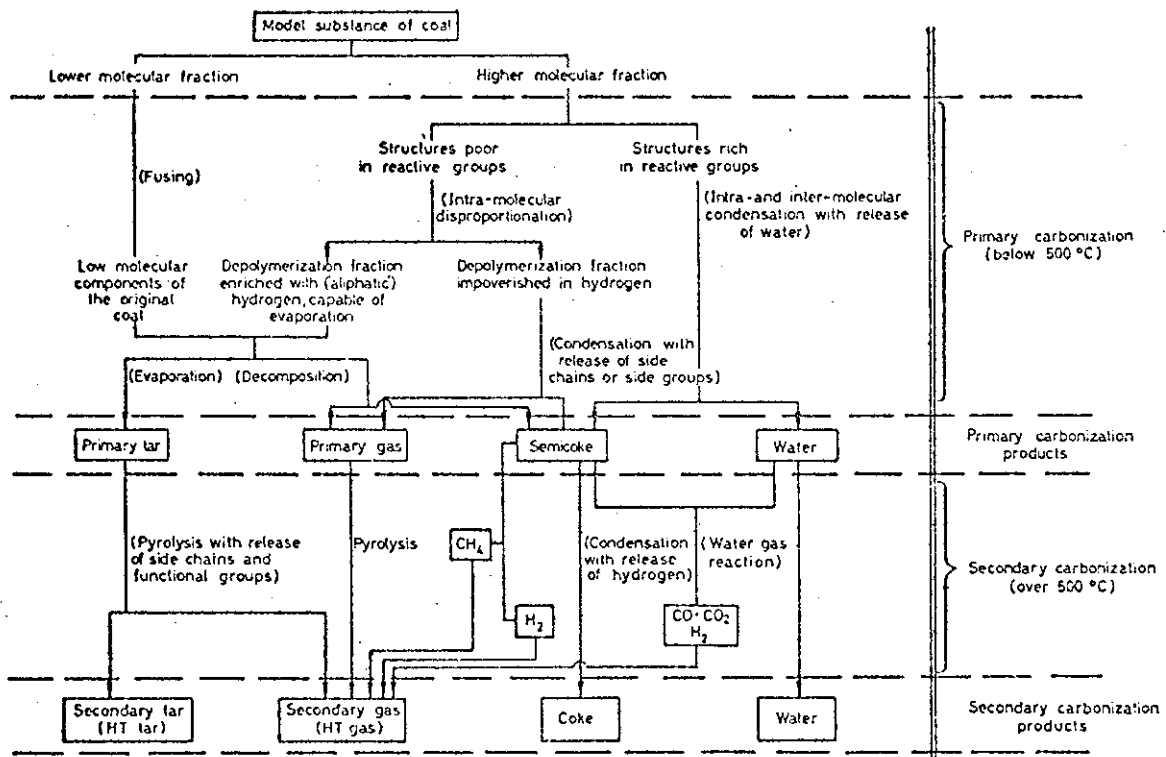 Model substance of coal
Lower molecular fraction
Higher molecular fraction
Structures poor
in reactive groups
Structures rich
in reactive groups
(Fusing)
(Intra-molecular
disproportionation)
(Intra-and inter-molecular
condensation with release
of water)
Primary carbonization
(below 500 °C)
Low molecular
components of
the original
coal
Depolymerization fraction
enriched with (aliphatic)
hydrogen, capable of
evaporation
Depolymerization fraction
impoverished in hydrogen
(Condensation with
release of side
chains or side groups)
(Evaporation) (Decomposition)
Primary tar
Primary gas
Semicoke
Water
Primary carbonization
products
(Pyrolysis with release
of side chains and
functional groups)
Pyrolysis
CH4
(Condensation
with release
of hydrogen)
(Water gas
reaction)
Secondary carbonization
(over 500 °C)
H2
CO·CO2
H2
Secondary tar
(HT tar)
Secondary gas
(HT gas)
Coke
Water
Secondary carbonization
products